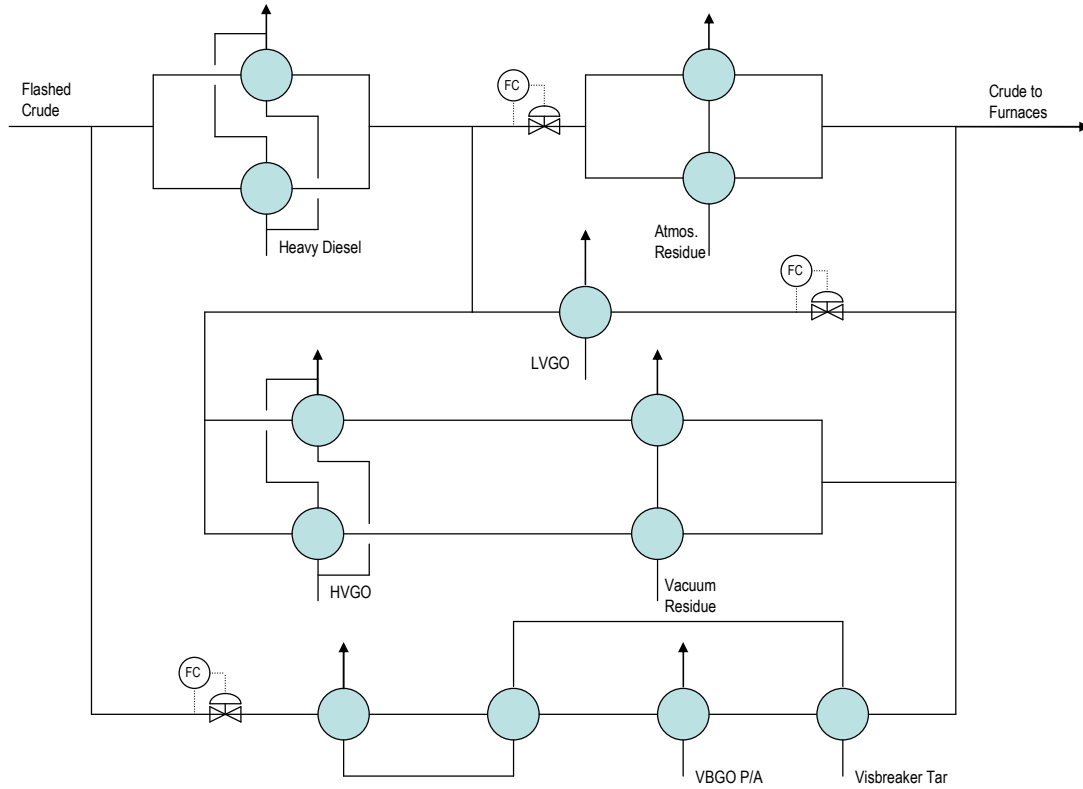 Flashed
Crude
FC
Crude to
Furnaces
Heavy Diesel
Atmos.
Residue
FC
LVGO
HVGO
Vacuum
Residue
FC
VBGO P/A
Visbreaker Tar